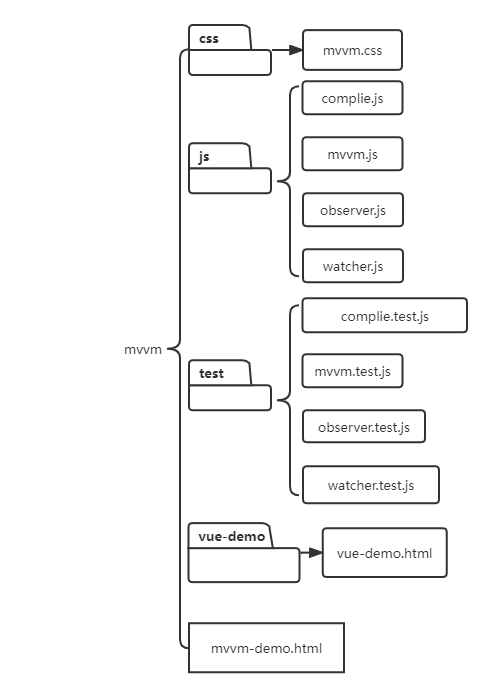 css
mvvm.css
js
complie.js
mvvm.js
observer.js
watcher.js
mvvm
test
complie.test.js
mvvm.test.js
observer.test.js
watcher.test.js
vue-demo
vue-demo.html
mvvm-demo.html